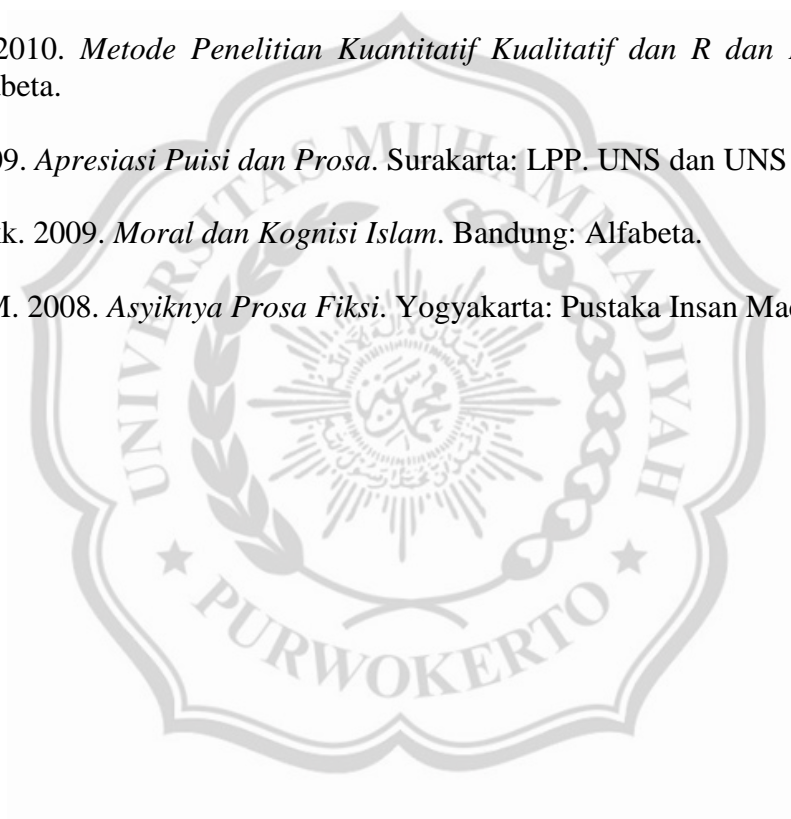 2010. Metode Penelitian Kuantitatif Kualitatif dan R dan
beta.
09. Apresiasi Puisi dan Prosa. Surakarta: LPP. UNS dan UNS
k. 2009. Moral dan Kognisi Islam. Bandung: Alfabeta.
M. 2008. Asyiknya Prosa Fiksi. Yogyakarta: Pustaka Insan Ma
UNIVERSITAS MUHAMMADIYAH
PURWOKERTO